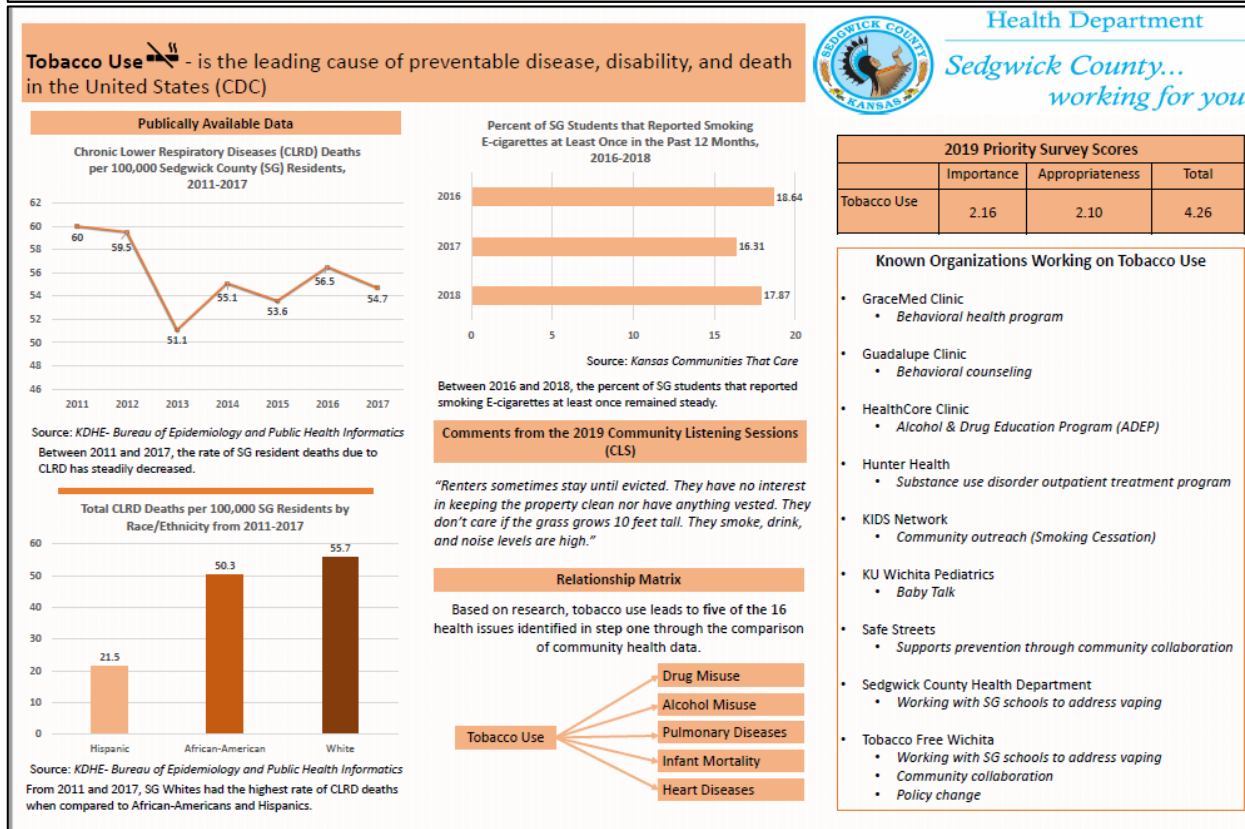 Tobacco Use - is the leading cause of preventable disease, disability, and death
in the United States (CDC)
Publically Available Data
Chronic Lower Respiratory Diseases (CLRD) Deaths
per 100,000 Sedgwick County (SG) Residents,
2011-2017
62
60
58
56
54
52
50
48
46
60
59.5
51.1
55.1
53.6
56.5
54.7
2011 2012 2013 2014 2015 2016 2017
Source: KDHE- Bureau of Epidemiology and Public Health Informatics
Between 2011 and 2017, the rate of SG resident deaths due to
CLRD has steadily decreased.
Total CLRD Deaths per 100,000 SG Residents by
Race/Ethnicity from 2011-2017
60
50
40
30
20
10
0
21.5
50.3
55.7
Hispanic African-American White
Source: KDHE- Bureau of Epidemiology and Public Health Informatics
From 2011 and 2017, SG Whites had the highest rate of CLRD deaths
when compared to African-Americans and Hispanics.
Percent of SG Students that Reported Smoking
E-cigarettes at Least Once in the Past 12 Months,
2016-2018
2016 18.64
2017 16.31
2018 17.87
0 5 10 15 20
Source: Kansas Communities That Care
Between 2016 and 2018, the percent of SG students that reported
smoking E-cigarettes at least once remained steady.
Comments from the 2019 Community Listening Sessions
(CLS)
“Renters sometimes stay until evicted. They have no interest
in keeping the property clean nor have anything vested. They
don’t care if the grass grows 10 feet tall. They smoke, drink,
and noise levels are high.”
Relationship Matrix
Based on research, tobacco use leads to five of the 16
health issues identified in step one through the comparison
of community health data.
Tobacco Use
Drug Misuse
Alcohol Misuse
Pulmonary Diseases
Infant Mortality
Heart Diseases
SEDGWICK COUNTY
KANSAS
Health Department
Sedgwick County...
working for you
2019 Priority Survey Scores
Importance Appropriateness Total
Tobacco Use 2.16 2.10 4.26
Known Organizations Working on Tobacco Use
• GraceMed Clinic
• Behavioral health program
• Guadalupe Clinic
• Behavioral counseling
• HealthCore Clinic
• Alcohol & Drug Education Program (ADEP)
• Hunter Health
• Substance use disorder outpatient treatment program
• KIDS Network
• Community outreach (Smoking Cessation)
• KU Wichita Pediatrics
• Baby Talk
• Safe Streets
• Supports prevention through community collaboration
• Sedgwick County Health Department
• Working with SG schools to address vaping
• Tobacco Free Wichita
• Working with SG schools to address vaping
• Community collaboration
• Policy change